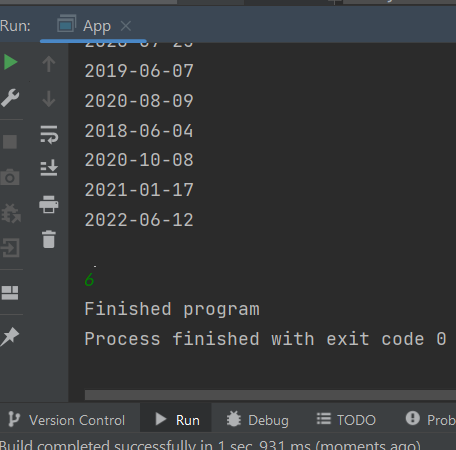 Run: App
2019-06-07
2020-08-09
2018-06-04
2020-10-08
2021-01-17
2022-06-12
6
Finished program
Process finished with exit code 0
Version Control Run Debug TODO Prob
Build completed successfully in 1 sec, 931 ms (moments ago)